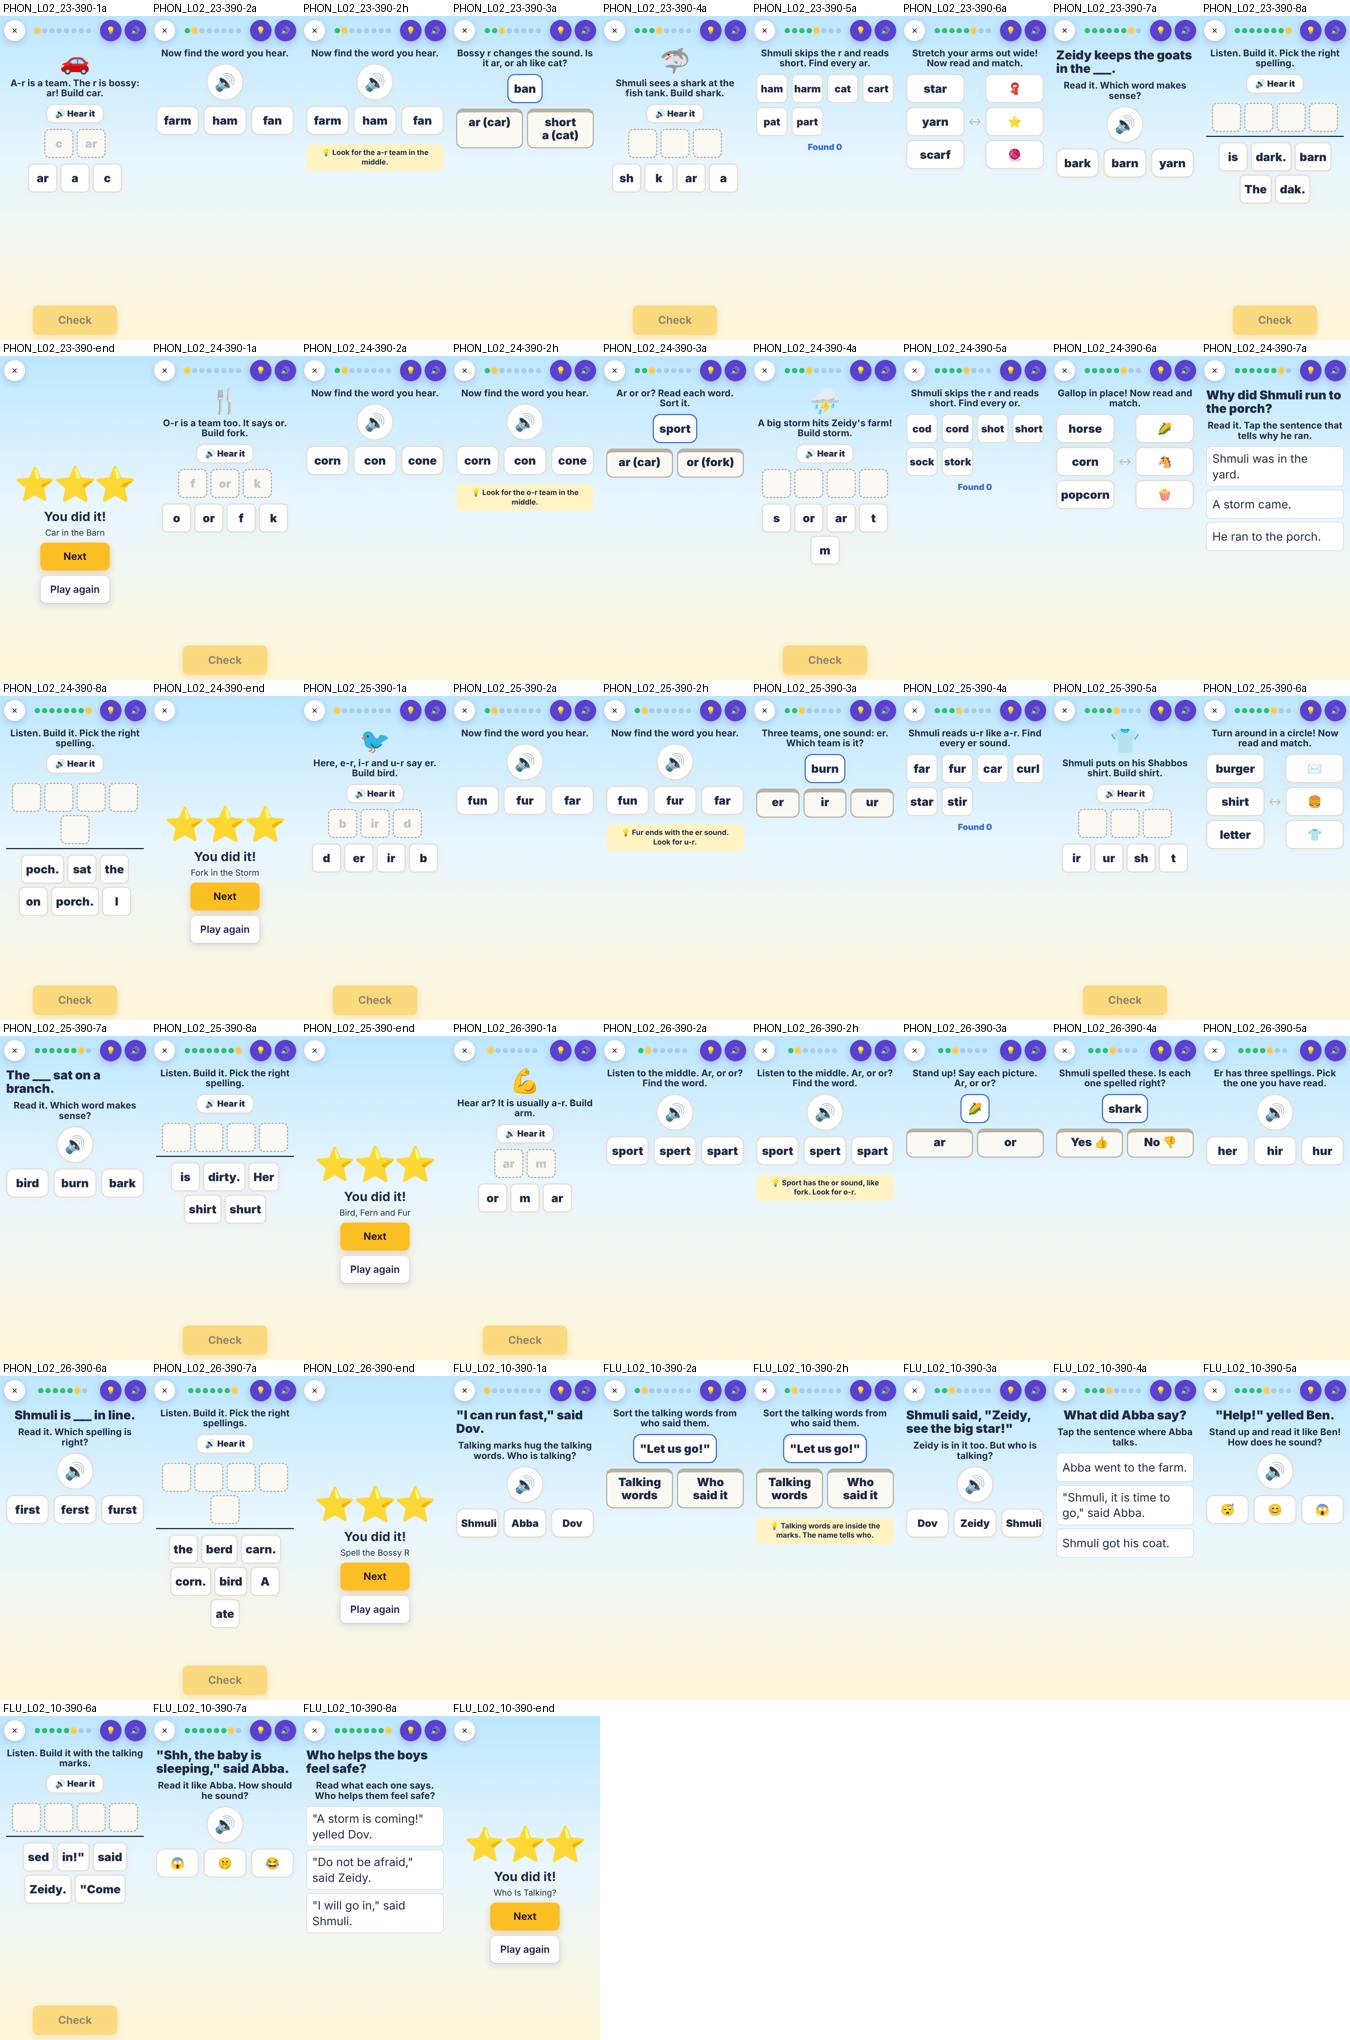 PHON_L02_23-390-1a
A-r is a team. The r is bossy:
ar! Build car.
🔊 Hear it
c ar
ar a c
Check
PHON_L02_23-390-2a
Now find the word you hear.
farm ham fan
PHON_L02_23-390-2h
Now find the word you hear.
farm ham fan
💡 Look for the a-r team in the
middle.
PHON_L02_23-390-3a
Bossy r changes the sound. Is
it ar, or ah like cat?
ban
ar (car) short
a (cat)
PHON_L02_23-390-4a
Shmuli sees a shark at the
fish tank. Build shark.
🔊 Hear it
sh k ar a
Check
PHON_L02_23-390-5a
Shmuli skips the r and reads
short. Find every ar.
ham harm cat cart
pat part
Found 0
PHON_L02_23-390-6a
Stretch your arms out wide!
Now read and match.
star
yarn ↔
scarf
PHON_L02_23-390-7a
Zeidy keeps the goats
in the ___.
Read it. Which word makes
sense?
bark barn yarn
PHON_L02_23-390-8a
Listen. Build it. Pick the right
spelling.
🔊 Hear it
is dark. barn
The dak.
Check
PHON_L02_23-390-end
You did it!
Car in the Barn
Next
Play again
PHON_L02_24-390-1a
O-r is a team too. It says or.
Build fork.
🔊 Hear it
f or k
o or f k
Check
PHON_L02_24-390-2a
Now find the word you hear.
corn con cone
PHON_L02_24-390-2h
Now find the word you hear.
corn con cone
💡 Look for the o-r team in the
middle.
PHON_L02_24-390-3a
Ar or or? Read each word.
Sort it.
sport
ar (car) or (fork)
PHON_L02_24-390-4a
A big storm hits Zeidy's farm!
Build storm.
🔊 Hear it
s or ar t
m
Check
PHON_L02_24-390-5a
Shmuli skips the r and reads
short. Find every or.
cod cord shot short
sock stork
Found 0
PHON_L02_24-390-6a
Gallop in place! Now read and
match.
horse
corn ↔
popcorn
PHON_L02_24-390-7a
Why did Shmuli run to
the porch?
Read it. Tap the sentence that
tells why he ran.
Shmuli was in the
yard.
A storm came.
He ran to the porch.
PHON_L02_24-390-8a
Listen. Build it. Pick the right
spelling.
🔊 Hear it
poch. sat the
on porch. I
Check
PHON_L02_24-390-end
You did it!
Fork in the Storm
Next
Play again
PHON_L02_25-390-1a
Here, e-r, i-r and u-r say er.
Build bird.
🔊 Hear it
b ir d
d er ir b
Check
PHON_L02_25-390-2a
Now find the word you hear.
fun fur far
PHON_L02_25-390-2h
Now find the word you hear.
fun fur far
💡 Fur ends with the er sound.
Look for u-r.
PHON_L02_25-390-3a
Three teams, one sound: er.
Which team is it?
burn
er ir ur
PHON_L02_25-390-4a
Shmuli reads u-r like a-r. Find
every er sound.
far fur car curl
star stir
Found 0
PHON_L02_25-390-5a
Shmuli puts on his Shabbos
shirt. Build shirt.
🔊 Hear it
ir ur sh t
Check
PHON_L02_25-390-6a
Turn around in a circle! Now
read and match.
burger
shirt ↔
letter
PHON_L02_25-390-7a
The ___ sat on a
branch.
Read it. Which word makes
sense?
bird burn bark
PHON_L02_25-390-8a
Listen. Build it. Pick the right
spelling.
🔊 Hear it
is dirty. Her
shirt shurt
Check
PHON_L02_25-390-end
You did it!
Bird, Fern and Fur
Next
Play again
PHON_L02_26-390-1a
Hear ar? It is usually a-r. Build
arm.
🔊 Hear it
ar m
or m ar
Check
PHON_L02_26-390-2a
Listen to the middle. Ar, or or?
Find the word.
sport spert spart
PHON_L02_26-390-2h
Listen to the middle. Ar, or or?
Find the word.
sport spert spart
💡 Sport has the or sound, like
fork. Look for o-r.
PHON_L02_26-390-3a
Stand up! Say each picture.
Ar, or or?
ar or
PHON_L02_26-390-4a
Shmuli spelled these. Is each
one spelled right?
shark
Yes 👍 No 👎
PHON_L02_26-390-5a
Er has three spellings. Pick
the one you have read.
her hir hur
PHON_L02_26-390-6a
Shmuli is ___ in line.
Read it. Which spelling is
right?
first ferst furst
PHON_L02_26-390-7a
Listen. Build it. Pick the right
spellings.
🔊 Hear it
the berd carn.
corn. bird A
ate
Check
PHON_L02_26-390-end
You did it!
Spell the Bossy R
Next
Play again
FLU_L02_10-390-1a
"I can run fast," said
Dov.
Talking marks hug the talking
words. Who is talking?
Shmuli Abba Dov
FLU_L02_10-390-2a
Sort the talking words from
who said them.
"Let us go!"
Talking
words
Who
said it
FLU_L02_10-390-2h
Sort the talking words from
who said them.
"Let us go!"
Talking
words
Who
said it
💡 Talking words are inside the
marks. The name tells who.
FLU_L02_10-390-3a
Shmuli said, "Zeidy,
see the big star!"
Zeidy is in it too. But who is
talking?
Dov Zeidy Shmuli
FLU_L02_10-390-4a
What did Abba say?
Tap the sentence where Abba
talks.
Abba went to the farm.
"Shmuli, it is time to
go," said Abba.
Shmuli got his coat.
FLU_L02_10-390-5a
"Help!" yelled Ben.
Stand up and read it like Ben!
How does he sound?
FLU_L02_10-390-6a
Listen. Build it with the talking
marks.
🔊 Hear it
sed in!" said
Zeidy. "Come
Check
FLU_L02_10-390-7a
"Shh, the baby is
sleeping," said Abba.
Read it like Abba. How should
he sound?
FLU_L02_10-390-8a
Who helps the boys
feel safe?
Read what each one says.
Who helps them feel safe?
"A storm is coming!"
yelled Dov.
"Do not be afraid,"
said Zeidy.
"I will go in," said
Shmuli.
FLU_L02_10-390-end
You did it!
Who Is Talking?
Next
Play again